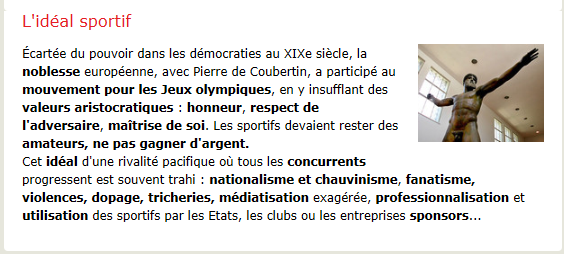 L'idéal sportif
Écartée du pouvoir dans les démocraties au XIXe siècle, la
noblesse européenne, avec Pierre de Coubertin, a participé au
mouvement pour les Jeux olympiques, en y insufflant des
valeurs aristocratiques : honneur, respect de
l'adversaire, maîtrise de soi. Les sportifs devaient rester des
amateurs, ne pas gagner d'argent.
Cet idéal d'une rivalité pacifique où tous les concurrents
progressent est souvent trahi : nationalisme et chauvinisme, fanatisme,
violences, dopage, tricheries, médiatisation exagérée, professionnalisation et
utilisation des sportifs par les Etats, les clubs ou les entreprises sponsors...